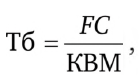 Тб = FC / КВМ,